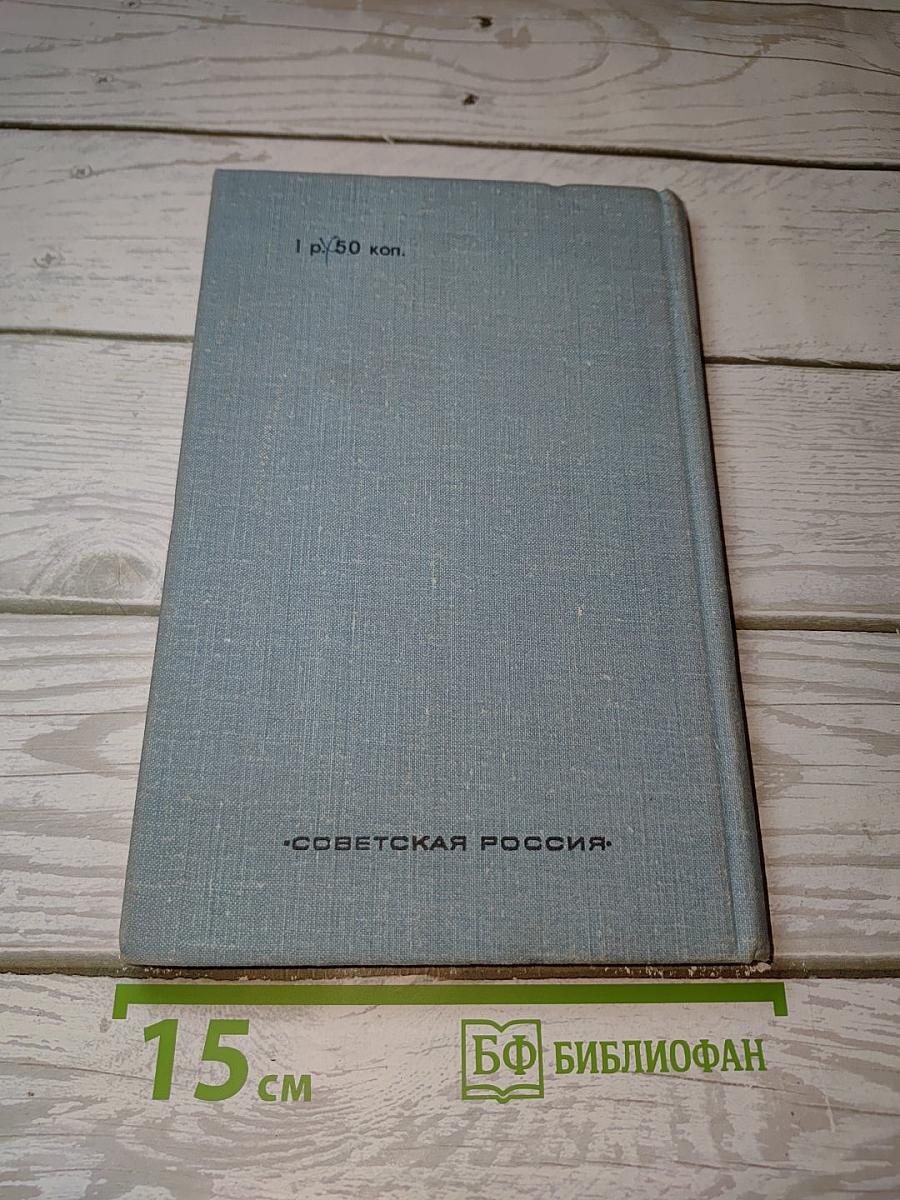 1 р. 50 коп.
•СОВЕТСКАЯ РОССИЯ•
15 см
БФ БИБЛИОФАН